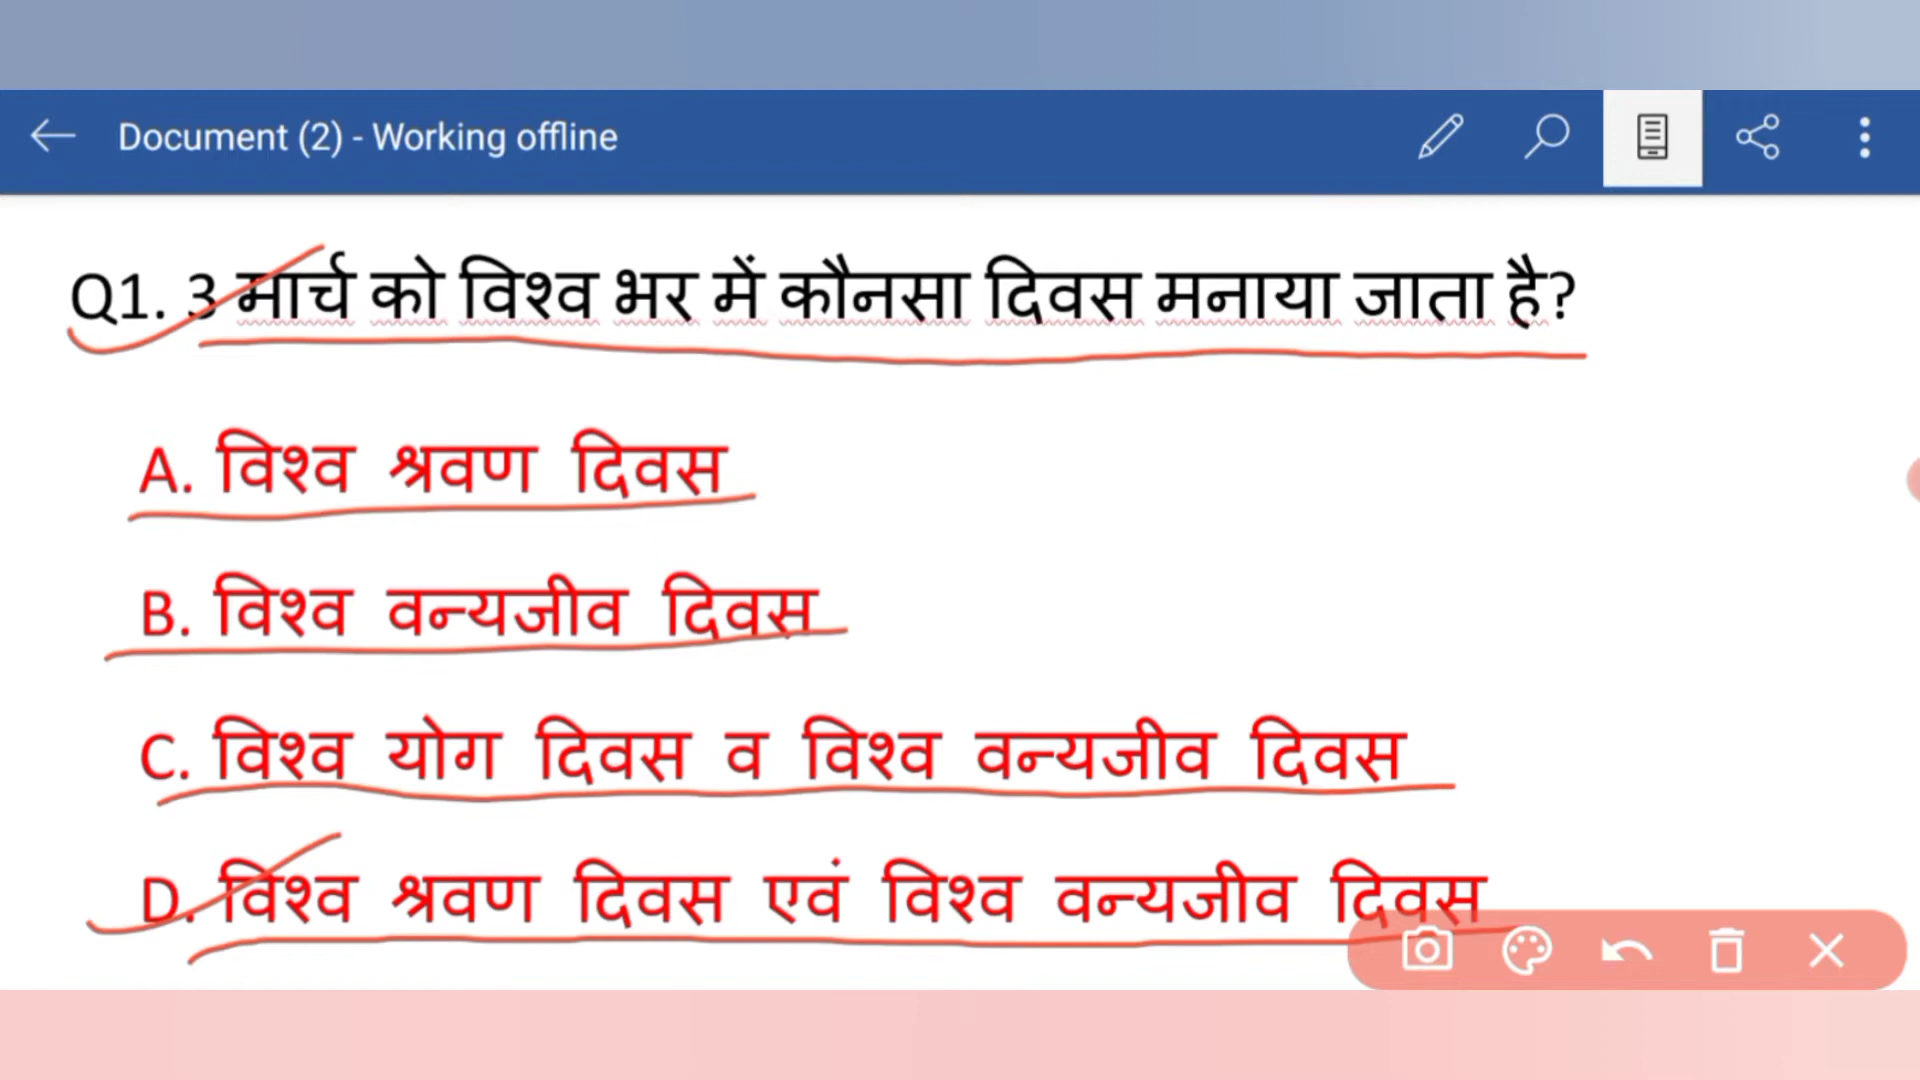 Document (2) - Working offline
Q1. 3 मार्च को विश्व भर में कौनसा दिवस मनाया जाता है?
A. विश्व श्रवण दिवस
B. विश्व वन्यजीव दिवस
C. विश्व योग दिवस व विश्व वन्यजीव दिवस
D. विश्व श्रवण दिवस एवं विश्व वन्यजीव दिवस